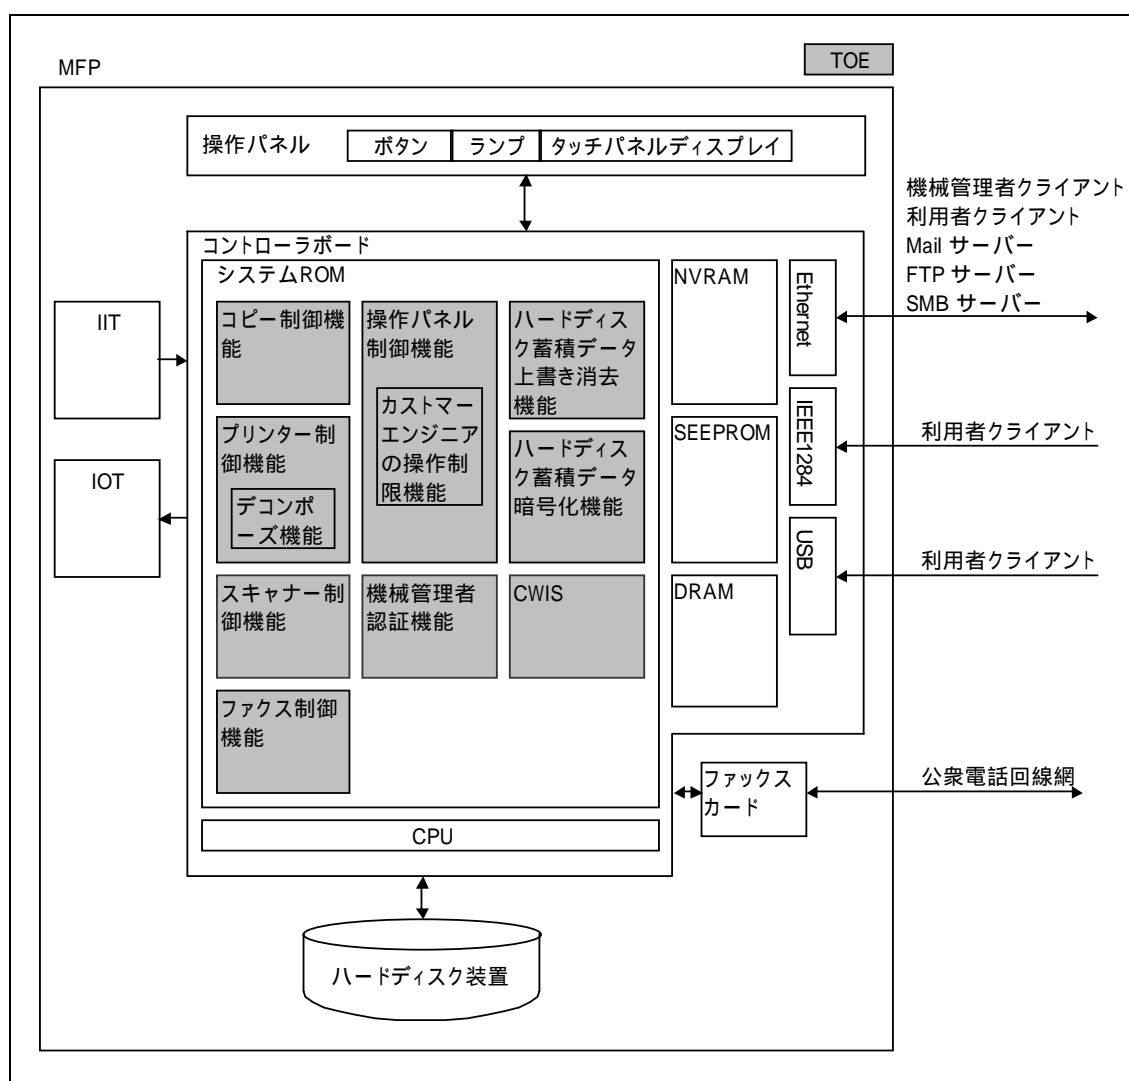 TOE
MFP
操作パネル
ボタン
ランプ
タッチパネルディスプレイ
機械管理者クライアント
利用者クライアント
Mail サーバー
FTP サーバー
SMB サーバー
コントローラボード
システムROM
IIT
IOT
コピー制御機
能
操作パネル
制御機能
カストマー
エンジニア
の操作制
限機能
ハードディス
ク蓄積データ
上書き消去
機能
プリンター制
御機能
デコンポ
ーズ機能
ハードディス
ク蓄積データ
暗号化機能
スキャナー制
御機能
機械管理者
認証機能
CWIS
ファクス制御
機能
NVRAM
SEEPROM
DRAM
Ethernet
IEEE1284
USB
利用者クライアント
利用者クライアント
ファックス
カード
公衆電話回線網
CPU
ハードディスク装置